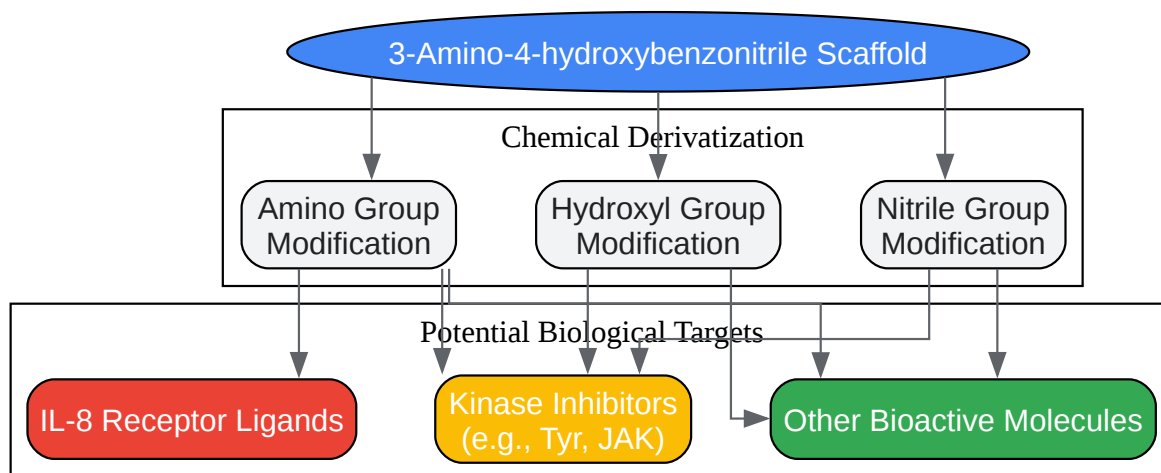 3-Amino-4-hydroxybenzonitrile Scaffold
Chemical Derivatization
Amino Group
Modification
Hydroxyl Group
Modification
Nitrile Group
Modification
Potential Biological Targets
IL-8 Receptor Ligands
Kinase Inhibitors
(e.g., Tyr, JAK)
Other Bioactive Molecules